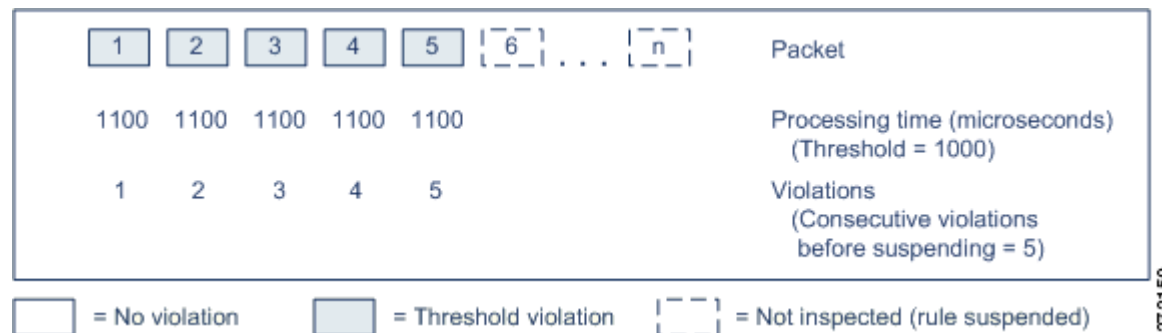 1 2 3 4 5 6 . . . n Packet
1100 1100 1100 1100 1100 Processing time (microseconds)
(Threshold = 1000)
1 2 3 4 5 Violations
(Consecutive violations
before suspending = 5)
= No violation = Threshold violation = Not inspected (rule suspended)